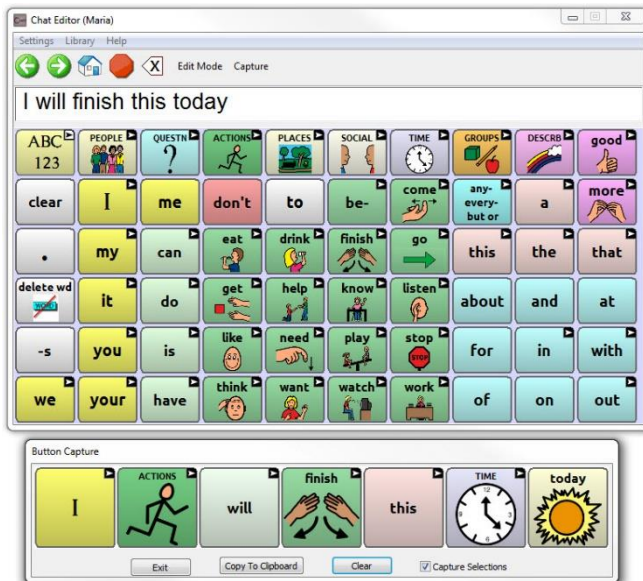 Chat Editor (Maria)
Settings Library Help
X Edit Mode Capture
I will finish this today
ABC 123 PEOPLE QUESTN ? ACTIONS PLACES SOCIAL TIME GROUPS DESCRB good
clear I me don't to be- come any-every-but or a more
. my can eat drink finish go this the that
delete wd WORD it do get help know listen about and at
-s you is like need play stop STOP for in with
we your have think want watch work of on out
Button Capture
I ACTIONS will finish this TIME today
Exit Copy To Clipboard Clear Capture Selections